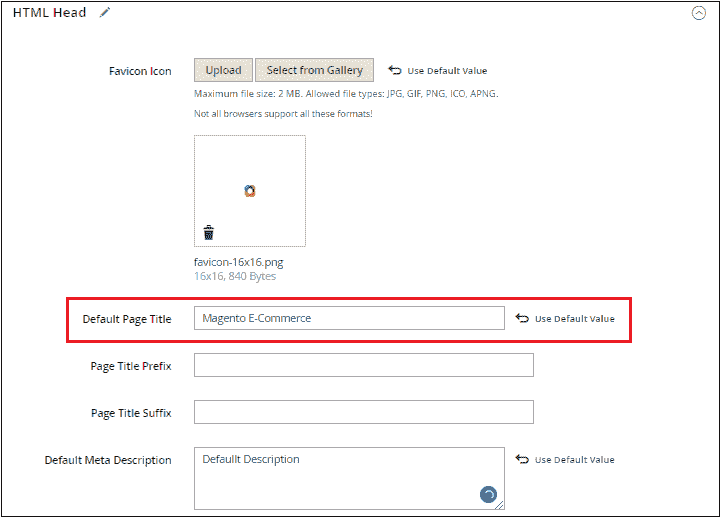 HTML Head
Favicon Icon Upload Select from Gallery Use Default Value
Maximum file size: 2 MB. Allowed file types: JPG, GIF, PNG, ICO, APNG.
Not all browsers support all these formats!
favicon-16x16.png
16x16, 840 Bytes
Default Page Title Magento E-Commerce Use Default Value
Page Title Prefix
Page Title Suffix
Default Meta Description Defaullt Description Use Default Value